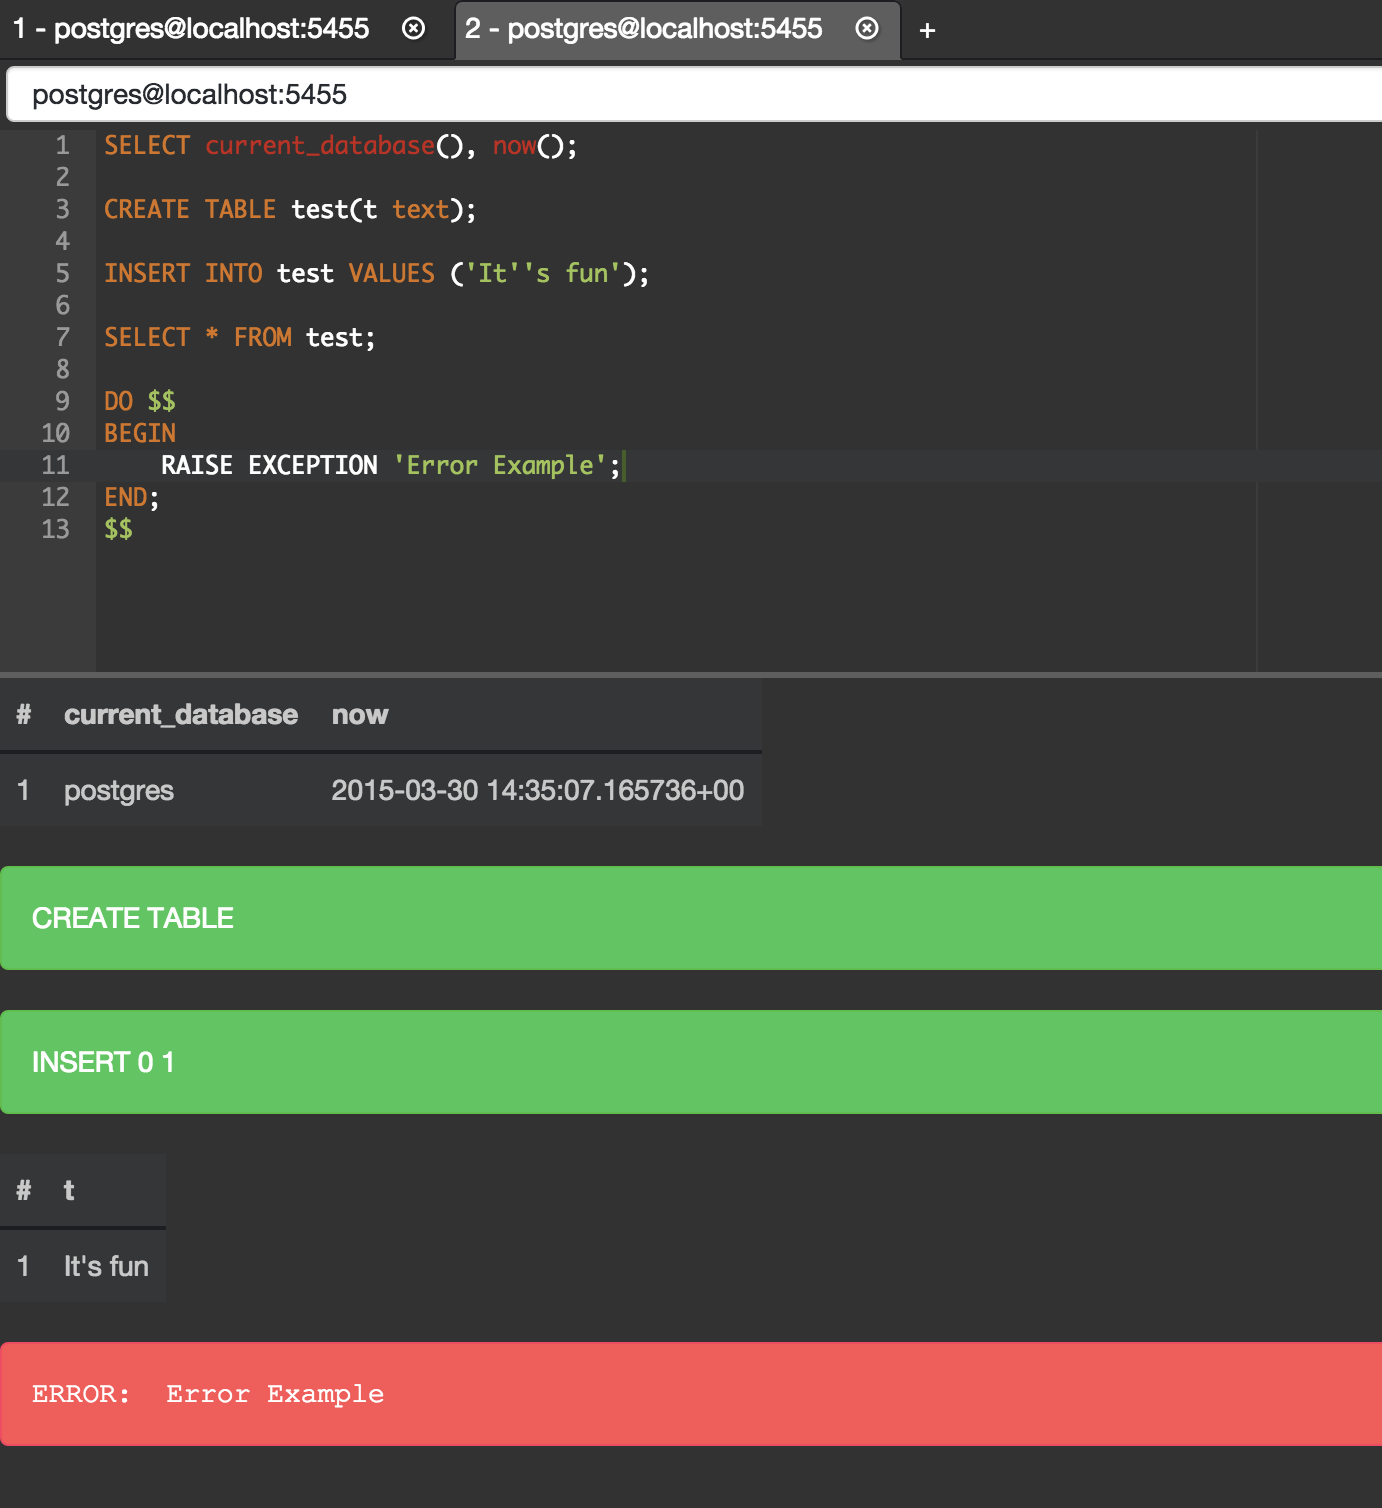 1 - postgres@localhost:5455 2 - postgres@localhost:5455 +
postgres@localhost:5455
1 SELECT current_database(), now();
2
3 CREATE TABLE test(t text);
4
5 INSERT INTO test VALUES ('It''s fun');
6
7 SELECT * FROM test;
8
9 DO $$
10 BEGIN
11     RAISE EXCEPTION 'Error Example';
12 END;
13 $$
# current_database now
1 postgres 2015-03-30 14:35:07.165736+00
CREATE TABLE
INSERT 0 1
# t
1 It's fun
ERROR:  Error Example